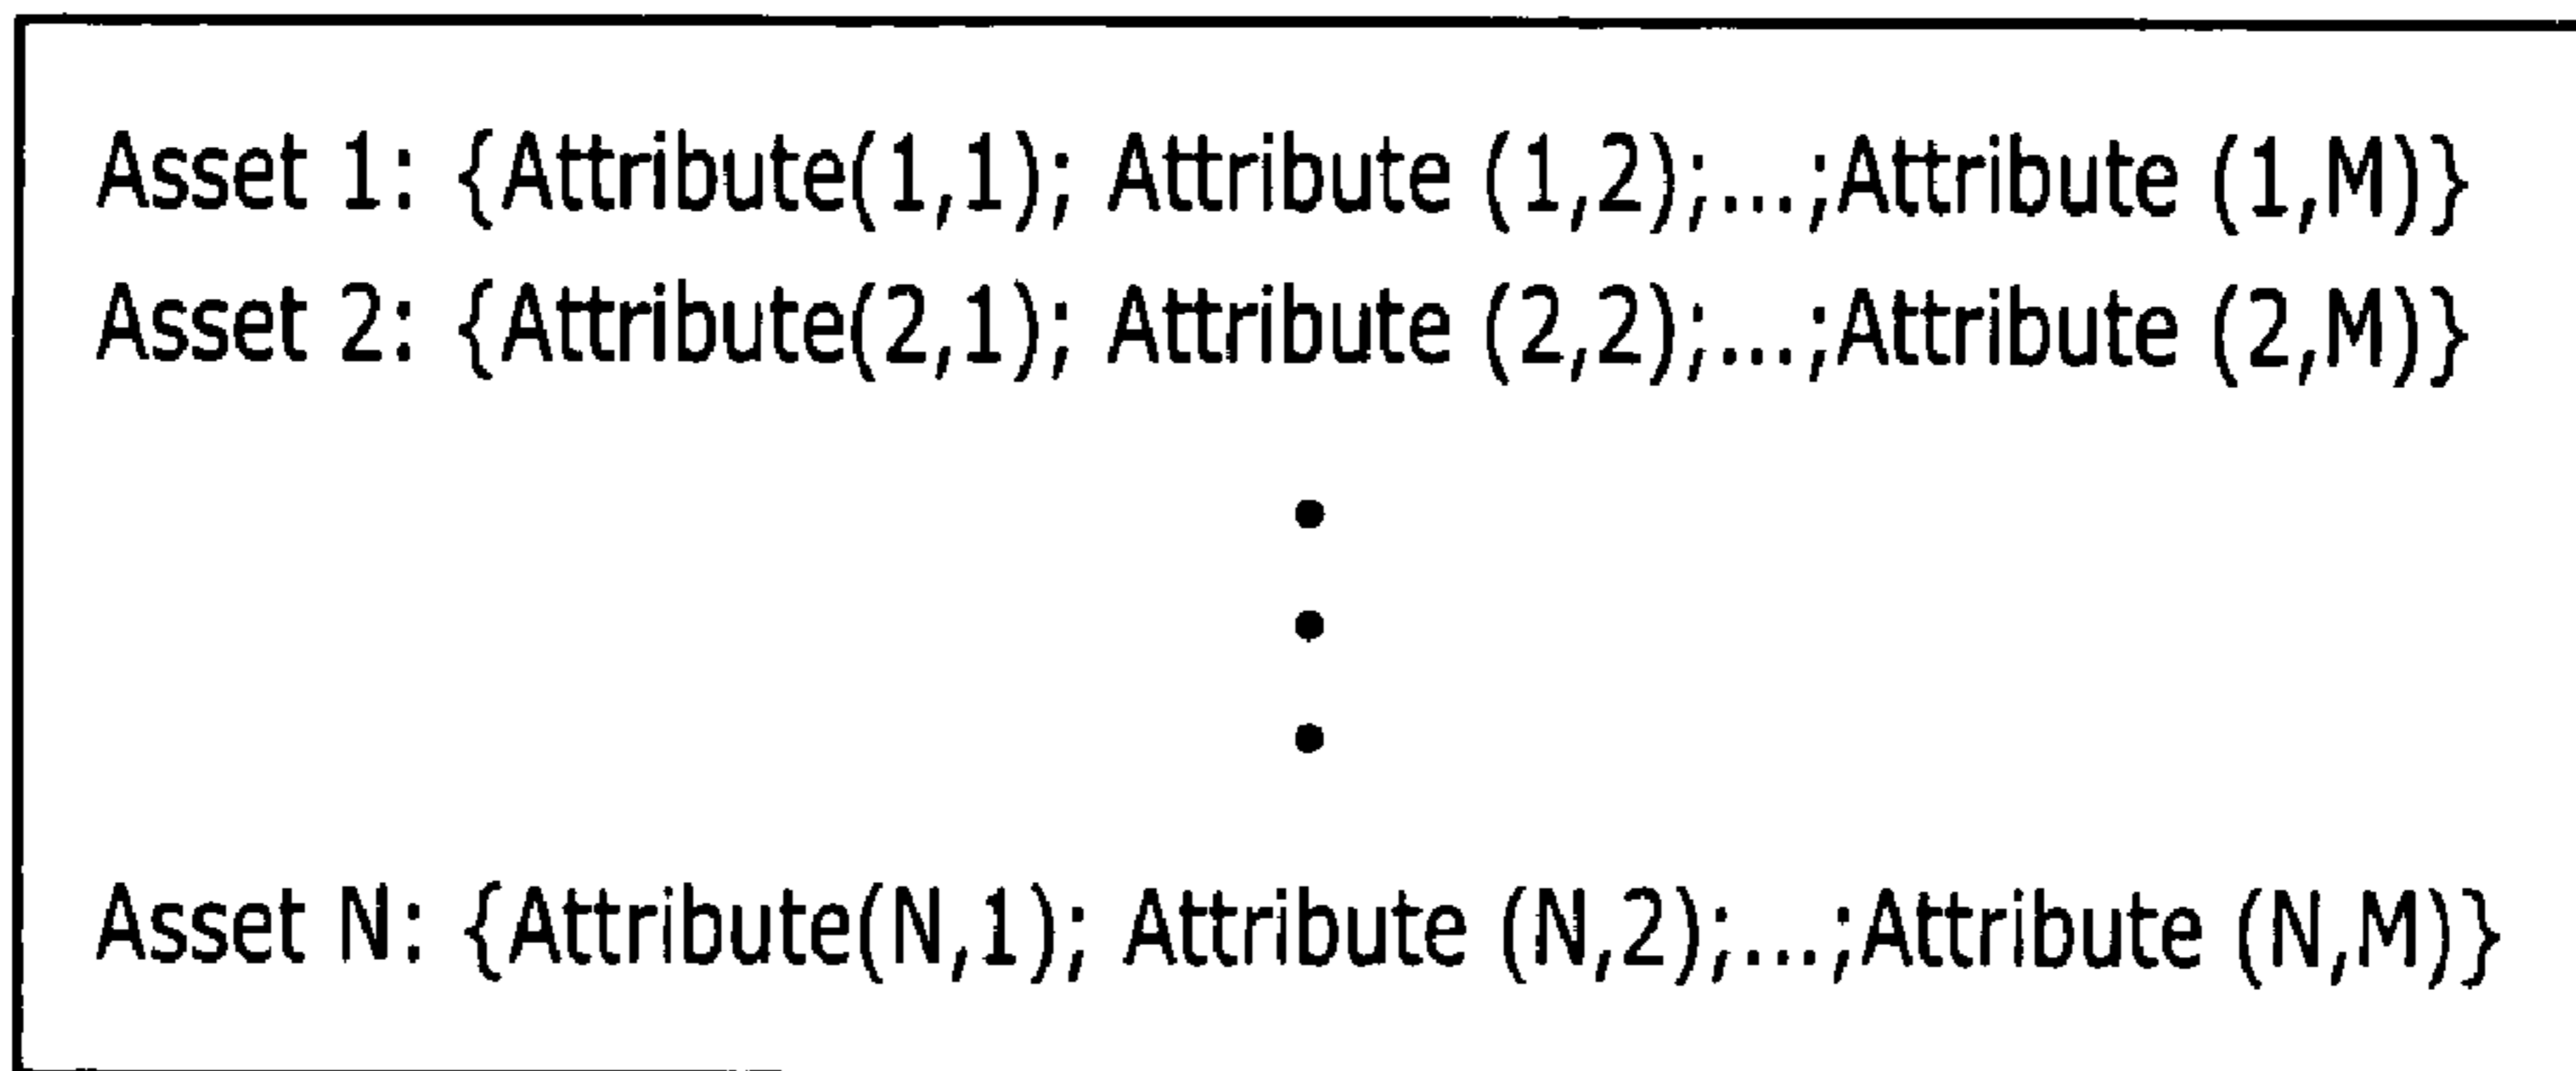 Asset 1: {Attribute(1,1); Attribute (1,2);...;Attribute (1,M)}
Asset 2: {Attribute(2,1); Attribute (2,2);...;Attribute (2,M)}
Asset N: {Attribute(N,1); Attribute (N,2);...;Attribute (N,M)}